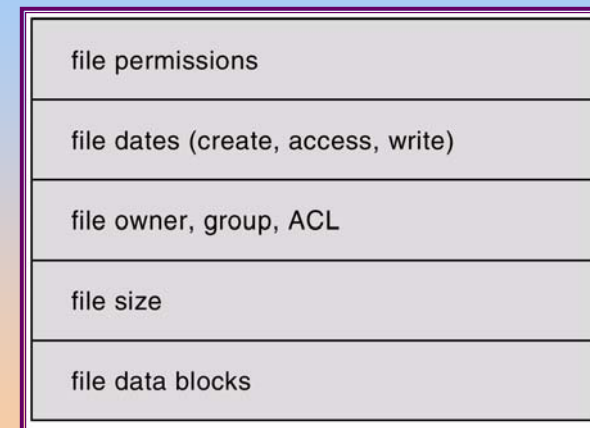 file permissions
file dates (create, access, write)
file owner, group, ACL
file size
file data blocks